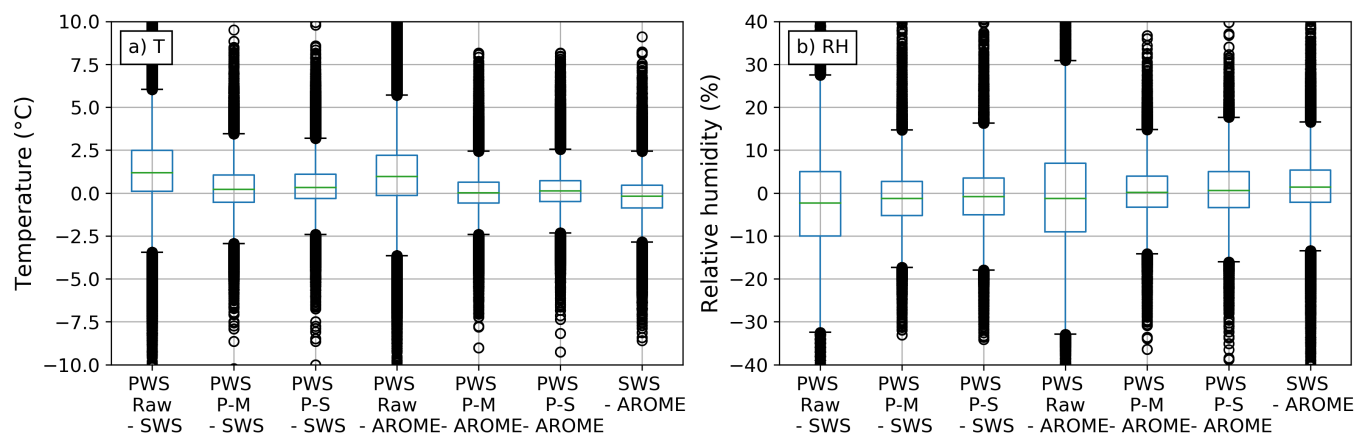 a) T
Temperature (°C)
10.0
7.5
5.0
2.5
0.0
−2.5
−5.0
−7.5
−10.0
PWS Raw - SWS
PWS P-M - SWS
PWS P-S - SWS
PWS Raw - AROME
PWS P-M - AROME
PWS P-S - AROME
SWS - AROME
b) RH
Relative humidity (%)
40
30
20
10
0
−10
−20
−30
−40
PWS Raw - SWS
PWS P-M - SWS
PWS P-S - SWS
PWS Raw - AROME
PWS P-M - AROME
PWS P-S - AROME
SWS - AROME